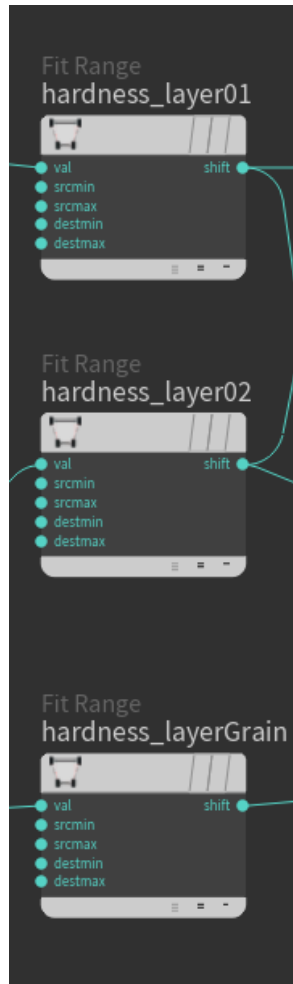 Fit Range
hardness_layer01
val shift
srcmin
srcmax
destmin
destmax
Fit Range
hardness_layer02
val shift
srcmin
srcmax
destmin
destmax
Fit Range
hardness_layerGrain
val shift
srcmin
srcmax
destmin
destmax